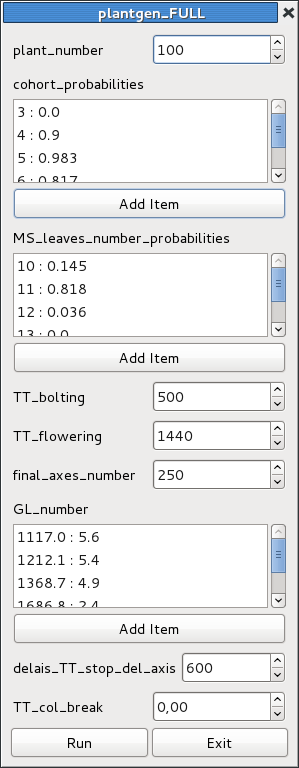 plantgen_FULL
plant_number 100
cohort_probabilities
3 : 0.0
4 : 0.9
5 : 0.983
6 : 0.817
Add Item
MS_leaves_number_probabilities
10 : 0.145
11 : 0.818
12 : 0.036
13 : 0.0
Add Item
TT_bolting 500
TT_flowering 1440
final_axes_number 250
GL_number
1117.0 : 5.6
1212.1 : 5.4
1368.7 : 4.9
1686.8 : 2.4
Add Item
delais_TT_stop_del_axis 600
TT_col_break 0,00
Run Exit